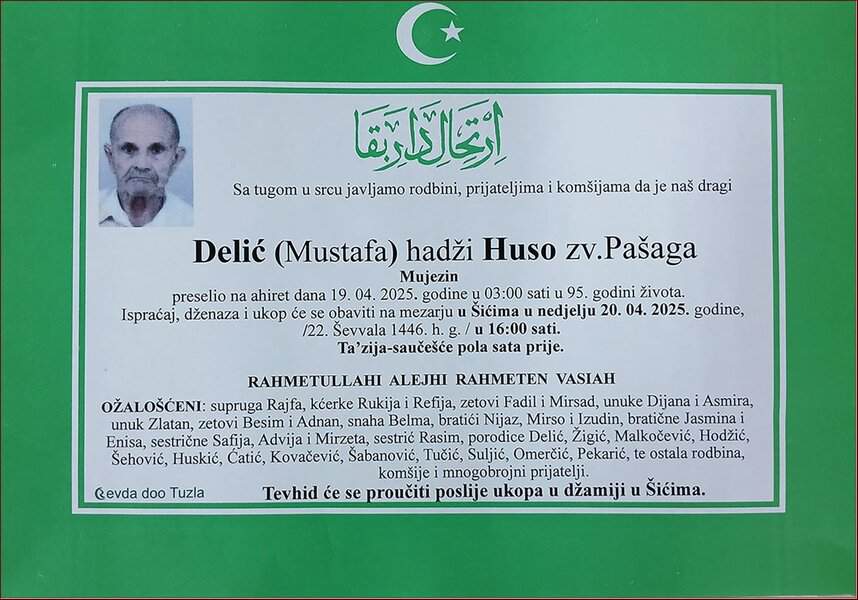 اِرْتِحَالِ دَارِ بَقَا
Sa tugom u srcu javljamo rodbini, prijateljima i komšijama da je naš dragi
Delić (Mustafa) hadži Huso zv.Pašaga
Mujezin
preselio na ahiret dana 19. 04. 2025. godine u 03:00 sati u 95. godini života.
Ispraćaj, dženaza i ukop će se obaviti na mezarju u Šićima u nedjelju 20. 04. 2025. godine,
/22. Ševvala 1446. h. g. / u 16:00 sati.
Ta'zija-saučešće pola sata prije.
RAHMETULLAHI ALEJHI RAHMETEN VASIAH
OŽALOŠĆENI: supruga Rajfa, kćerke Rukija i Refija, zetovi Fadil i Mirsad, unuke Dijana i Asmira,
unuk Zlatan, zetovi Besim i Adnan, snaha Belma, bratići Nijaz, Mirso i Izudin, bratične Jasmina i
Enisa, sestrične Safija, Advija i Mirzeta, sestrić Rasim, porodice Delić, Žigić, Malkočević, Hodžić,
Šehović, Huskić, Ćatić, Kovačević, Šabanović, Tučić, Suljić, Omerčić, Pekarić, te ostala rodbina,
komšije i mnogobrojni prijatelji.
Ćevda doo Tuzla
Tevhid će se proučiti poslije ukopa u džamiji u Šićima.